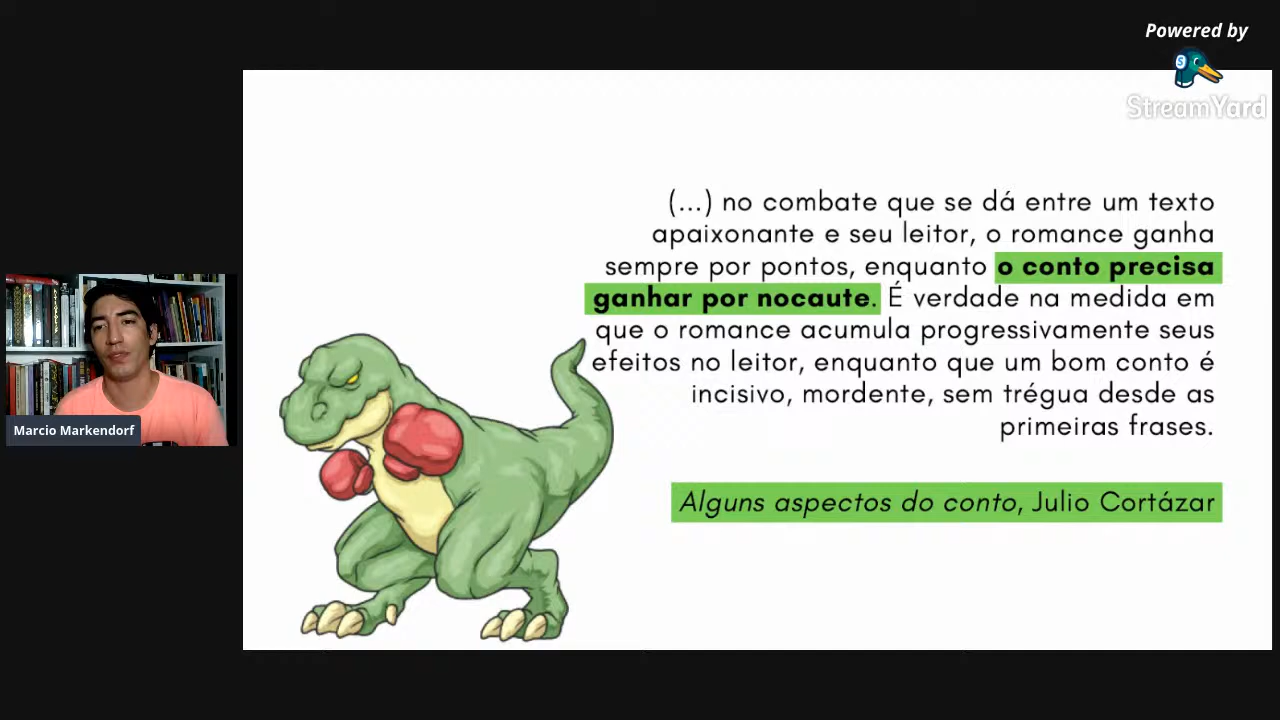 Powered by
StreamYard
(...) no combate que se dá entre um texto
apaixonante e seu leitor, o romance ganha
sempre por pontos, enquanto o conto precisa
ganhar por nocaute. É verdade na medida em
que o romance acumula progressivamente seus
efeitos no leitor, enquanto que um bom conto é
incisivo, mordente, sem trégua desde as
primeiras frases.
Alguns aspectos do conto, Julio Cortázar
Marcio Markendorf